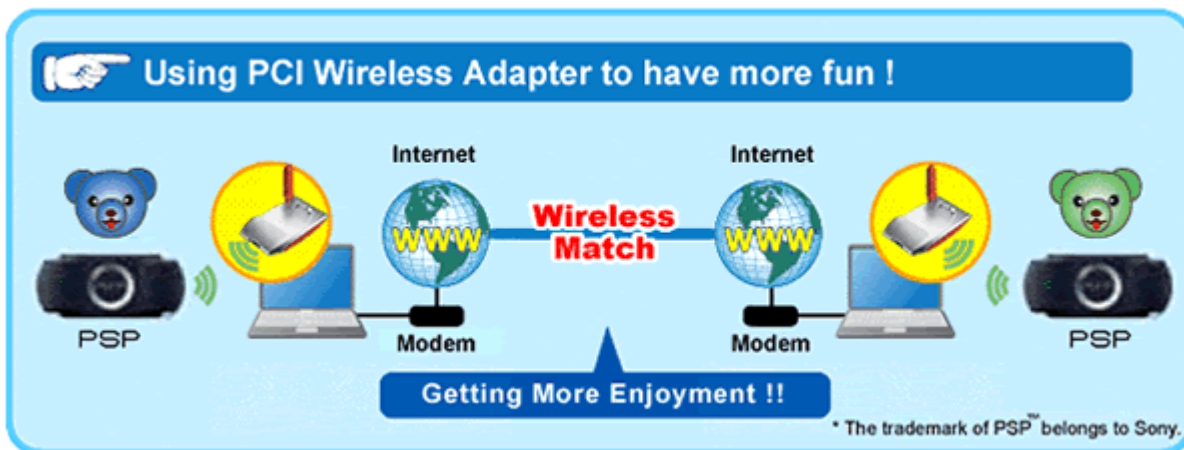 Using PCI Wireless Adapter to have more fun !
Internet
Internet
WWW
Wireless
Match
WWW
PSP
Modem
Modem
PSP
Getting More Enjoyment !!
* The trademark of PSP™ belongs to Sony.